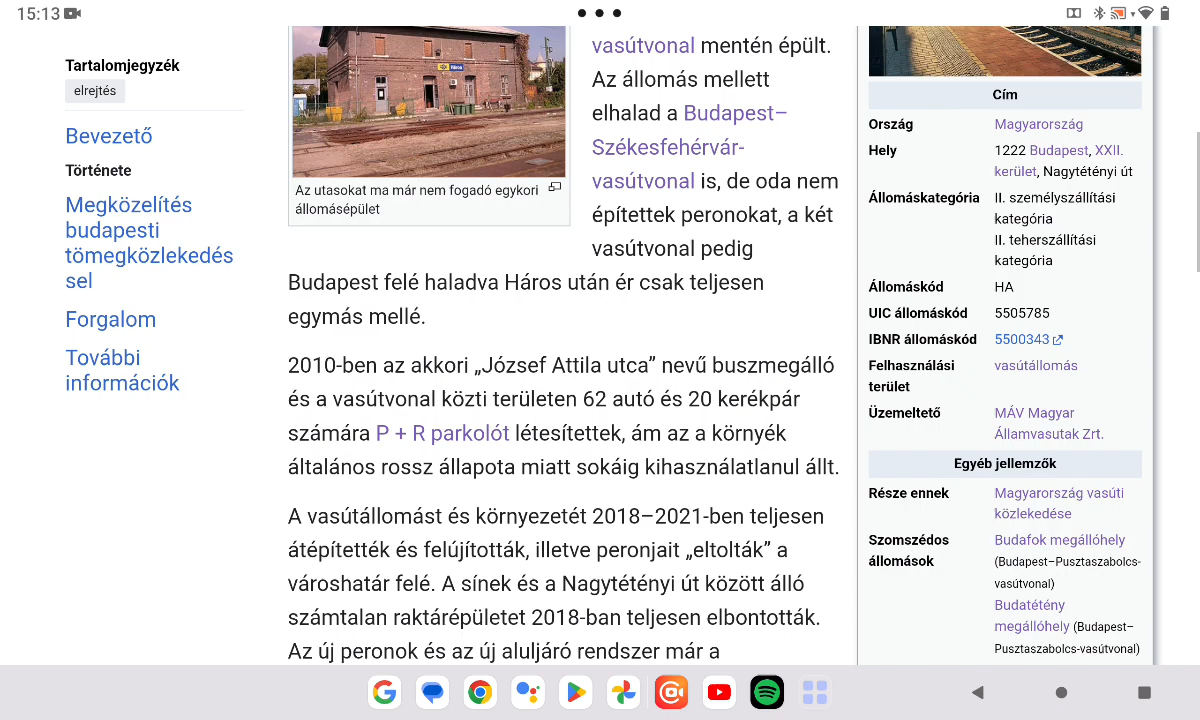 15:13
Tartalomjegyzék
elrejtés
Bevezető
Története
Megközelítés
budapesti
tömegközlekedés
sel
Forgalom
További
információk
Az utasokat ma már nem fogadó egykori
állomásépület
vasútvonal mentén épült.
Az állomás mellett
elhalad a Budapest–
Székesfehérvár-
vasútvonal is, de oda nem
építettek peronokat, a két
vasútvonal pedig
Budapest felé haladva Háros után ér csak teljesen
egymás mellé.
2010-ben az akkori „József Attila utca” nevű buszmegálló
és a vasútvonal közti területen 62 autó és 20 kerékpár
számára P + R parkolót létesítettek, ám az a környék
általános rossz állapota miatt sokáig kihasználatlanul állt.
A vasútállomást és környezetét 2018–2021-ben teljesen
átépítették és felújították, illetve peronjait „eltolták” a
városhatár felé. A sínek és a Nagytétényi út között álló
számtalan raktárépületet 2018-ban teljesen elbontották.
Az új peronok és az új aluljáró rendszer már a
Cím
Ország Magyarország
Hely 1222 Budapest, XXII.
kerület, Nagytétényi út
Állomáskategória II. személyszállítási
kategória
II. teherszállítási
kategória
Állomáskód HA
UIC állomáskód 5505785
IBNR állomáskód 5500343
Felhasználási vasútállomás
terület
Üzemeltető MÁV Magyar
Államvasutak Zrt.
Egyéb jellemzők
Része ennek Magyarország vasúti
közlekedése
Szomszédos Budafok megállóhely
állomások (Budapest–Pusztaszabolcs-
vasútvonal)
Budatétény
megállóhely (Budapest–
Pusztaszabolcs-vasútvonal)